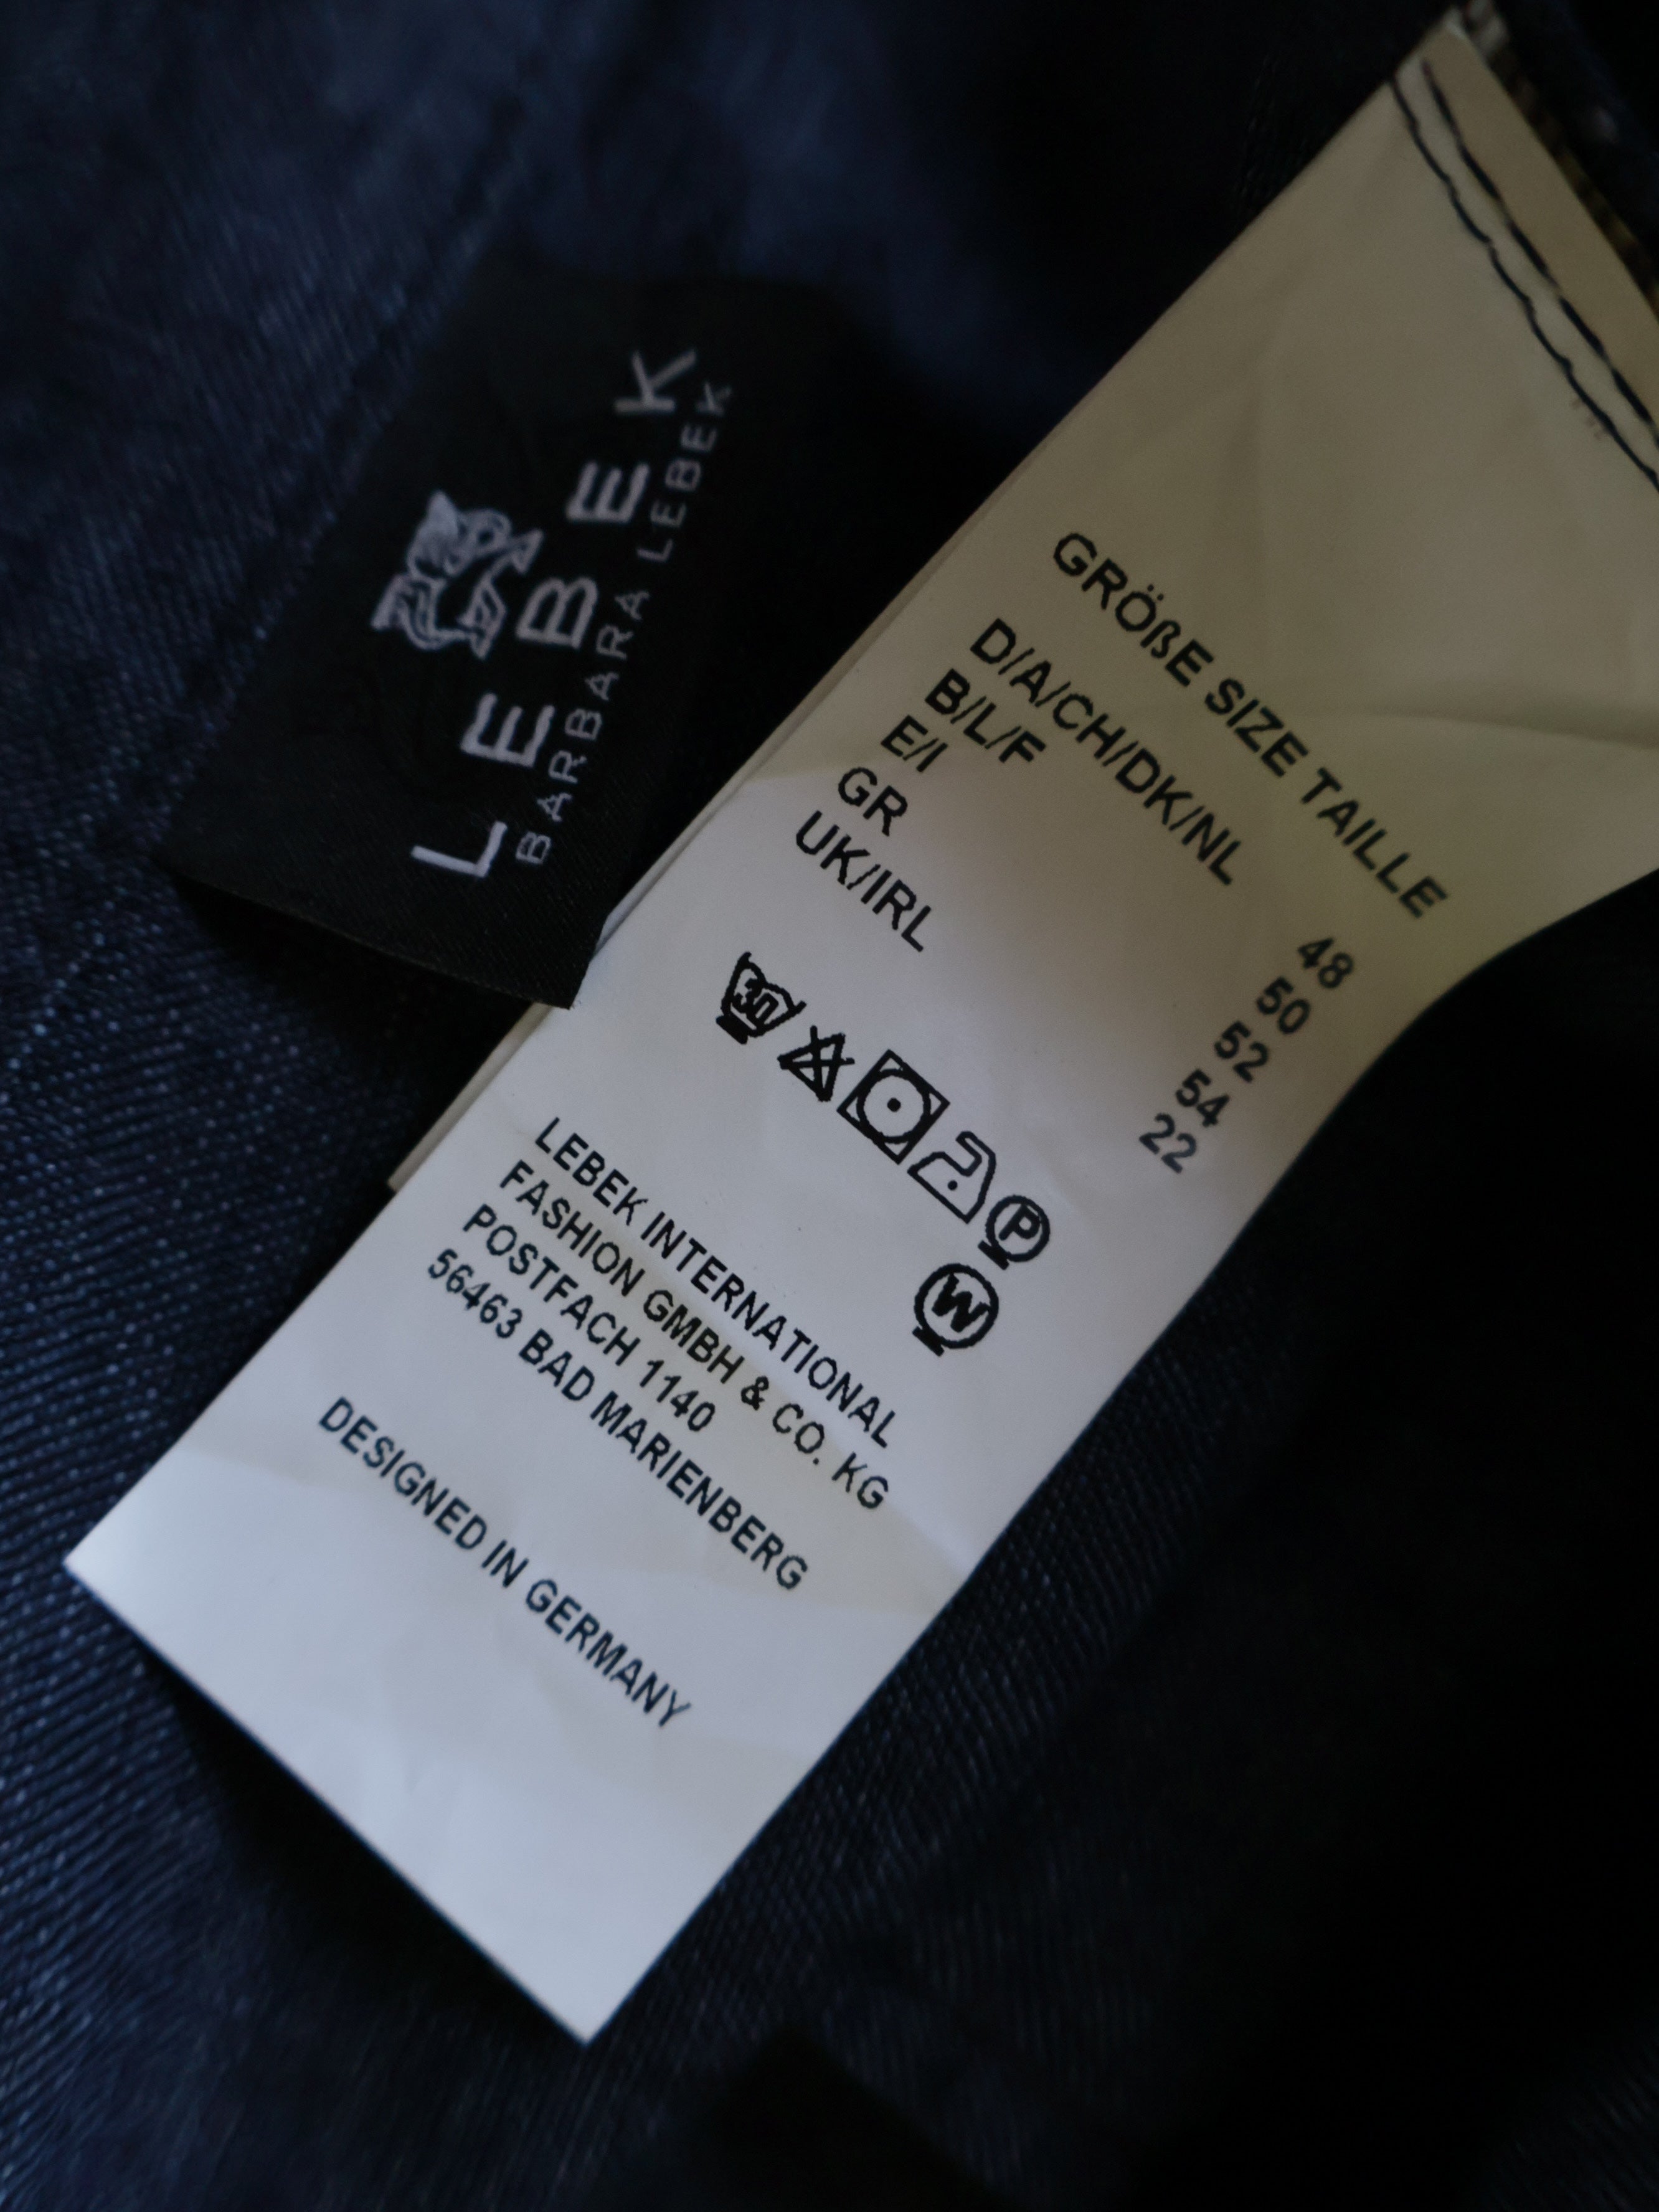 LEBEK
BARBARA LEBEK
GRÖßE SIZE TAILLE
D/A/CH/DK/NL 48
B/L/F 50
E/I 52
GR 54
UK/IRL 22
30
P
W
LEBEK INTERNATIONAL
FASHION GMBH & CO. KG
POSTFACH 1140
56463 BAD MARIENBERG
DESIGNED IN GERMANY